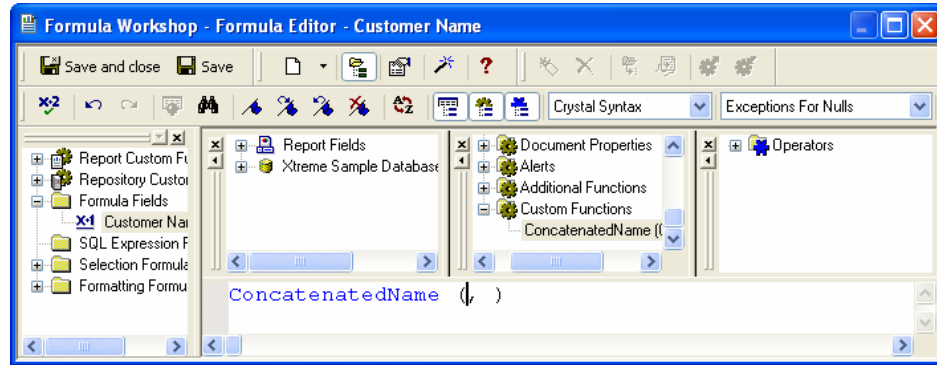 Formula Workshop - Formula Editor - Customer Name
Save and close Save
x+2 A Z Crystal Syntax Exceptions For Nulls
Report Custom Fu
Repository Custor
Formula Fields
x+1 Customer Nar
SQL Expression F
Selection Formula
Formatting Formu
Report Fields
Xtreme Sample Database
Document Properties
Alerts
Additional Functions
Custom Functions
ConcatenatedName ((
Operators
ConcatenatedName (, )